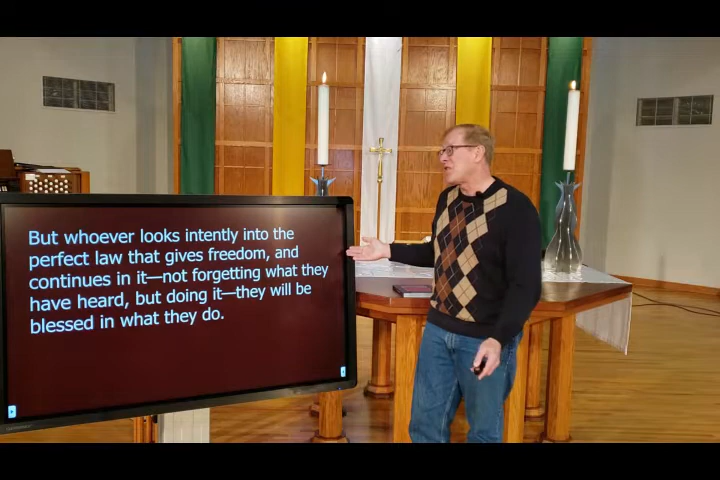 But whoever looks intently into the
perfect law that gives freedom, and
continues in it—not forgetting what they
have heard, but doing it—they will be
blessed in what they do.